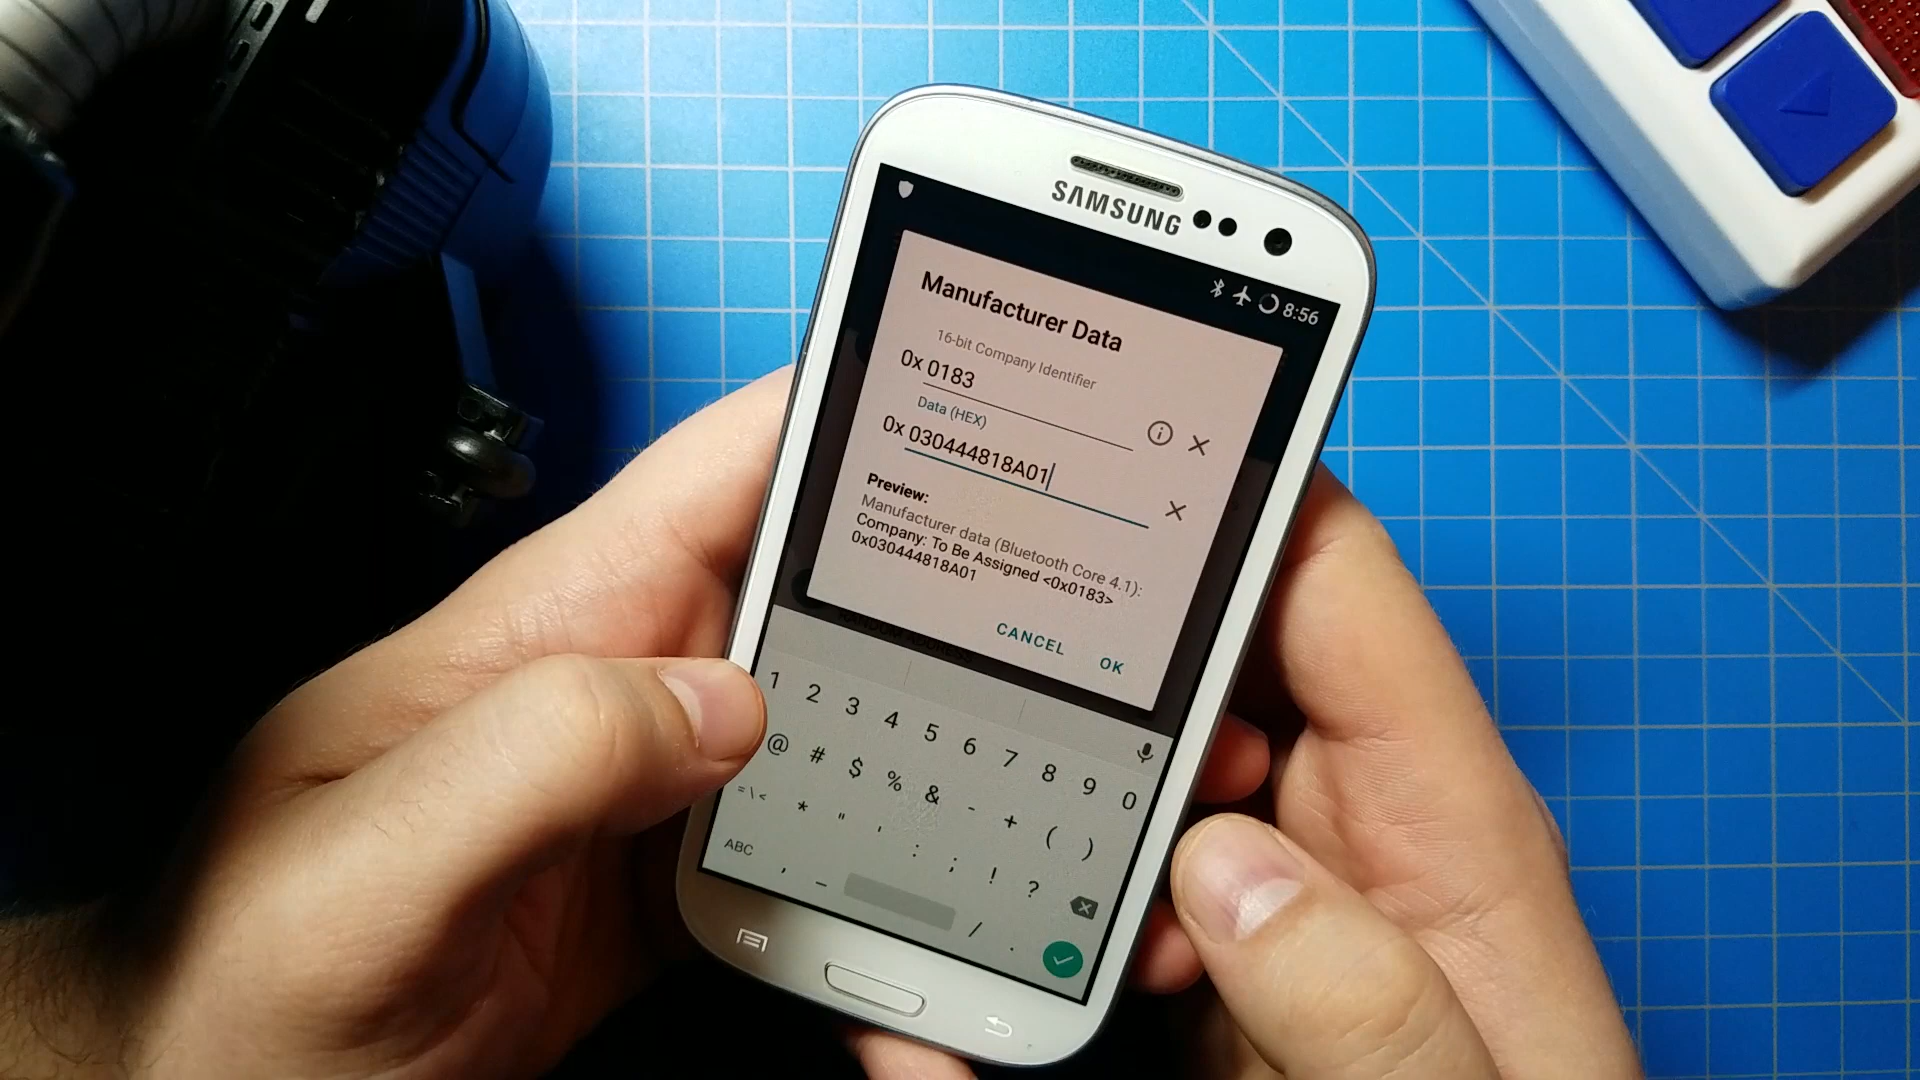 SAMSUNG
8:56
Manufacturer Data
16-bit Company Identifier
0x 0183
Data (HEX)
0x 030444818A01
Preview:
Manufacturer data (Bluetooth Core 4.1):
Company: To Be Assigned <0x0183>
0x030444818A01
CANCEL OK
RANDOM ADDRESS
1 2 3 4 5 6 7 8 9 0
@ # $ % & - + ( )
=\< * " ' : ; ! ?
ABC , _ / .